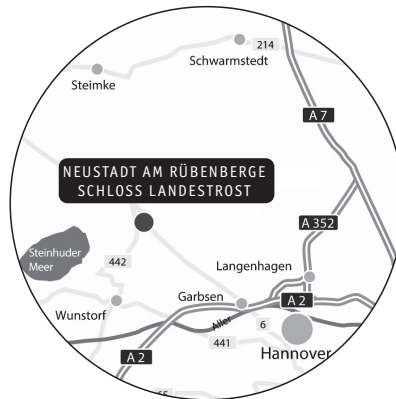 214
Schwarmstedt
Steimke
A 7
NEUSTADT AM RÜBENBERGE
SCHLOSS LANDESTROST
A 352
Steinhuder
Meer
442
Langenhagen
Garbsen
A 2
Wunstorf
Aller
6
441
Hannover
A 2
65